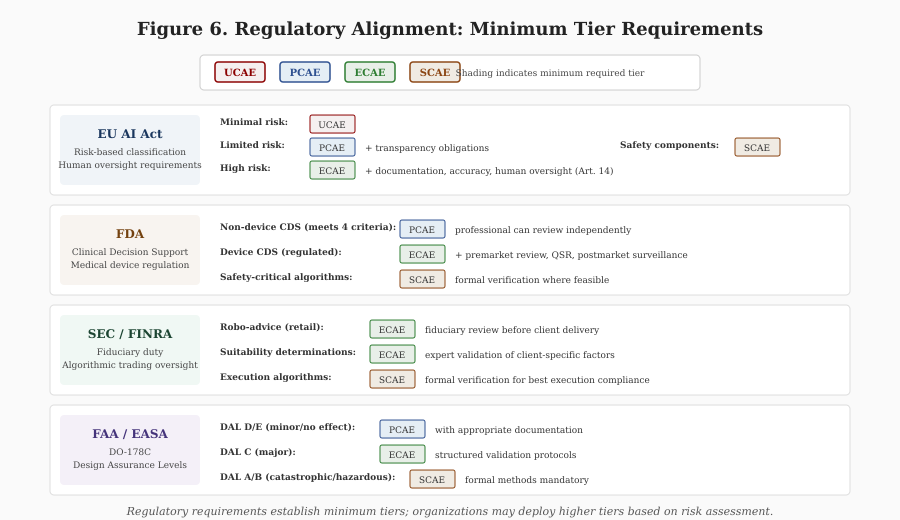 Figure 6. Regulatory Alignment: Minimum Tier Requirements
UCAE PCAE ECAE SCAE Shading indicates minimum required tier
EU AI Act
Risk-based classification
Human oversight requirements
Minimal risk: UCAE
Limited risk: PCAE + transparency obligations
Safety components: SCAE
High risk: ECAE + documentation, accuracy, human oversight (Art. 14)
FDA
Clinical Decision Support
Medical device regulation
Non-device CDS (meets 4 criteria): PCAE professional can review independently
Device CDS (regulated): ECAE + premarket review, QSR, postmarket surveillance
Safety-critical algorithms: SCAE formal verification where feasible
SEC / FINRA
Fiduciary duty
Algorithmic trading oversight
Robo-advice (retail): ECAE fiduciary review before client delivery
Suitability determinations: ECAE expert validation of client-specific factors
Execution algorithms: SCAE formal verification for best execution compliance
FAA / EASA
DO-178C
Design Assurance Levels
DAL D/E (minor/no effect): PCAE with appropriate documentation
DAL C (major): ECAE structured validation protocols
DAL A/B (catastrophic/hazardous): SCAE formal methods mandatory
Regulatory requirements establish minimum tiers; organizations may deploy higher tiers based on risk assessment.